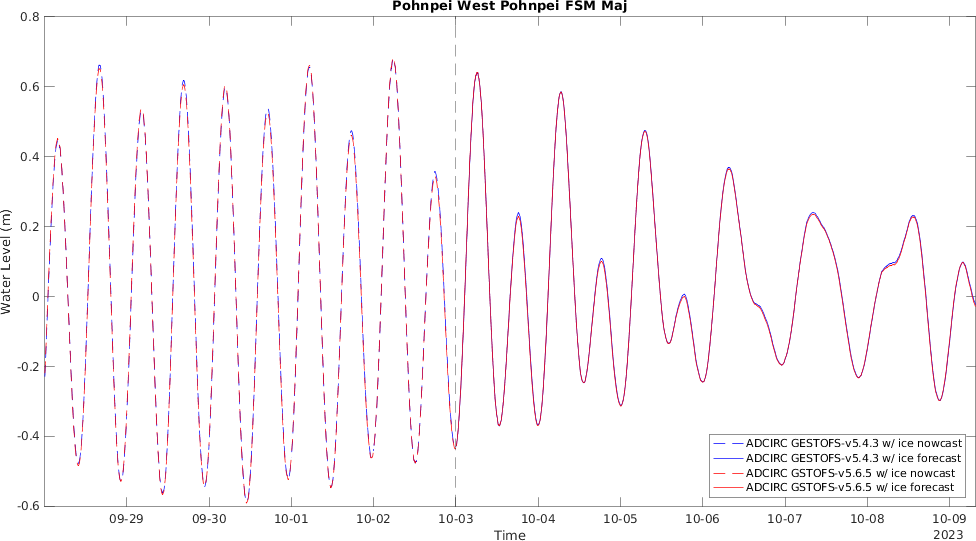 Pohnpei West Pohnpei FSM Maj
0.8
0.6
0.4
0.2
0
-0.2
-0.4
-0.6
Water Level (m)
ADCIRC GESTOFS-v5.4.3 w/ ice nowcast
ADCIRC GESTOFS-v5.4.3 w/ ice forecast
ADCIRC GSTOFS-v5.6.5 w/ ice nowcast
ADCIRC GSTOFS-v5.6.5 w/ ice forecast
09-29 09-30 10-01 10-02 10-03 10-04 10-05 10-06 10-07 10-08 10-09
Time
2023